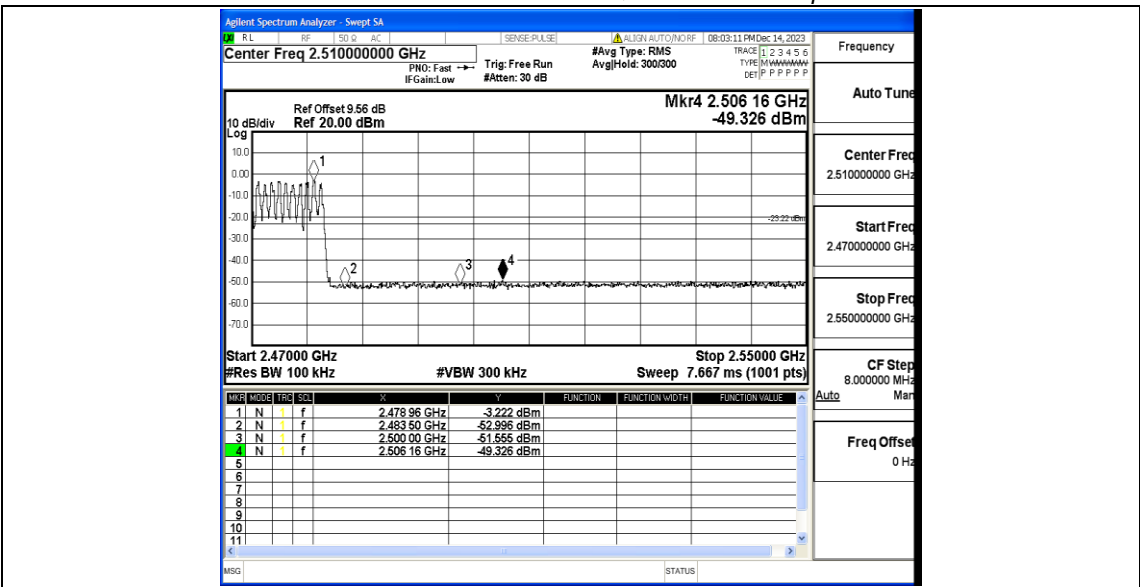 Agilent Spectrum Analyzer - Swept SA
RL RF 50 Ω AC SENSE:PULSE ALIGN AUTO/NO RF 08:03:11 PM Dec 14, 2023
Center Freq 2.510000000 GHz
PNO: Fast
IFGain:Low
Trig: Free Run
#Atten: 30 dB
#Avg Type: RMS
Avg|Hold: 300/300
TRACE 1 2 3 4 5 6
TYPE MWWWWW
DET P P P P P P
Frequency
Auto Tune
Center Freq
2.510000000 GHz
Start Freq
2.470000000 GHz
Stop Freq
2.550000000 GHz
CF Step
8.000000 MHz
Auto Man
Freq Offset
0 Hz
Mkr4 2.506 16 GHz
-49.326 dBm
Ref Offset 9.56 dB
10 dB/div Ref 20.00 dBm
Log
10.0
0.00
-10.0
-20.0
-30.0
-40.0
-50.0
-60.0
-70.0
1
2
3
4
-23.22 dBm
Start 2.47000 GHz Stop 2.55000 GHz
#Res BW 100 kHz #VBW 300 kHz Sweep 7.667 ms (1001 pts)
MKR MODE TRC SCL X Y FUNCTION FUNCTION WIDTH FUNCTION VALUE
1 N 1 f 2.478 96 GHz -3.222 dBm
2 N 1 f 2.483 50 GHz -52.996 dBm
3 N 1 f 2.500 00 GHz -51.555 dBm
4 N 1 f 2.506 16 GHz -49.326 dBm
5
6
7
8
9
10
11
MSG STATUS